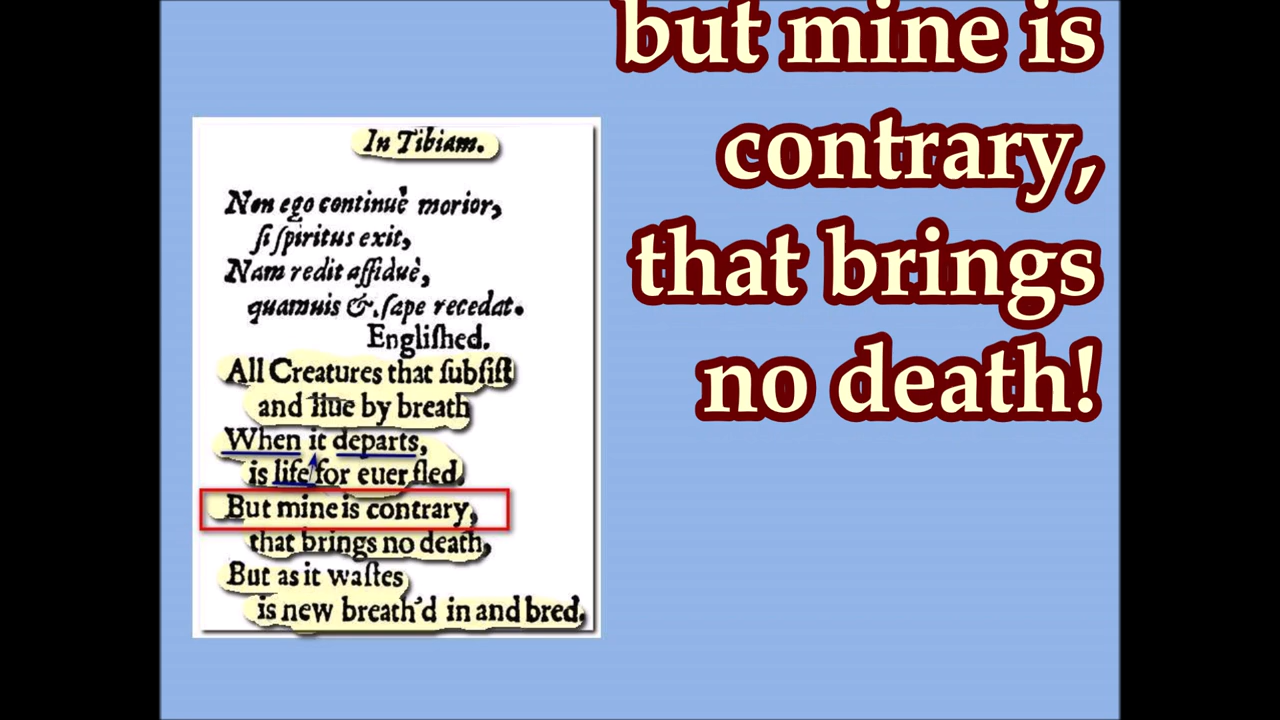 but mine is
contrary,
that brings
no death!
In Tibiam.
Non ego continuè morior,
ſi ſpiritus exit,
Nam redit aſſiduè,
quamuis & ſæpe recedat.
Engliſhed.
All Creatures that ſubſiſt
and liue by breath
When it departs,
is life for euer fled.
But mine is contrary,
that brings no death,
But as it waſtes
is new breath'd in and bred.